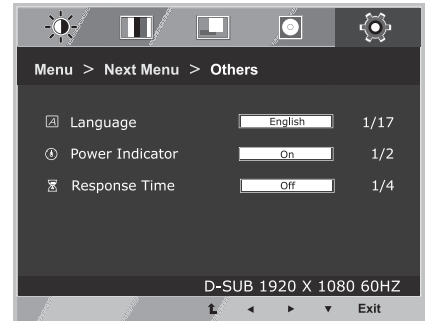 Menu > Next Menu > Others
Language English 1/17
Power Indicator On 1/2
Response Time Off 1/4
D-SUB 1920 X 1080 60HZ
Exit